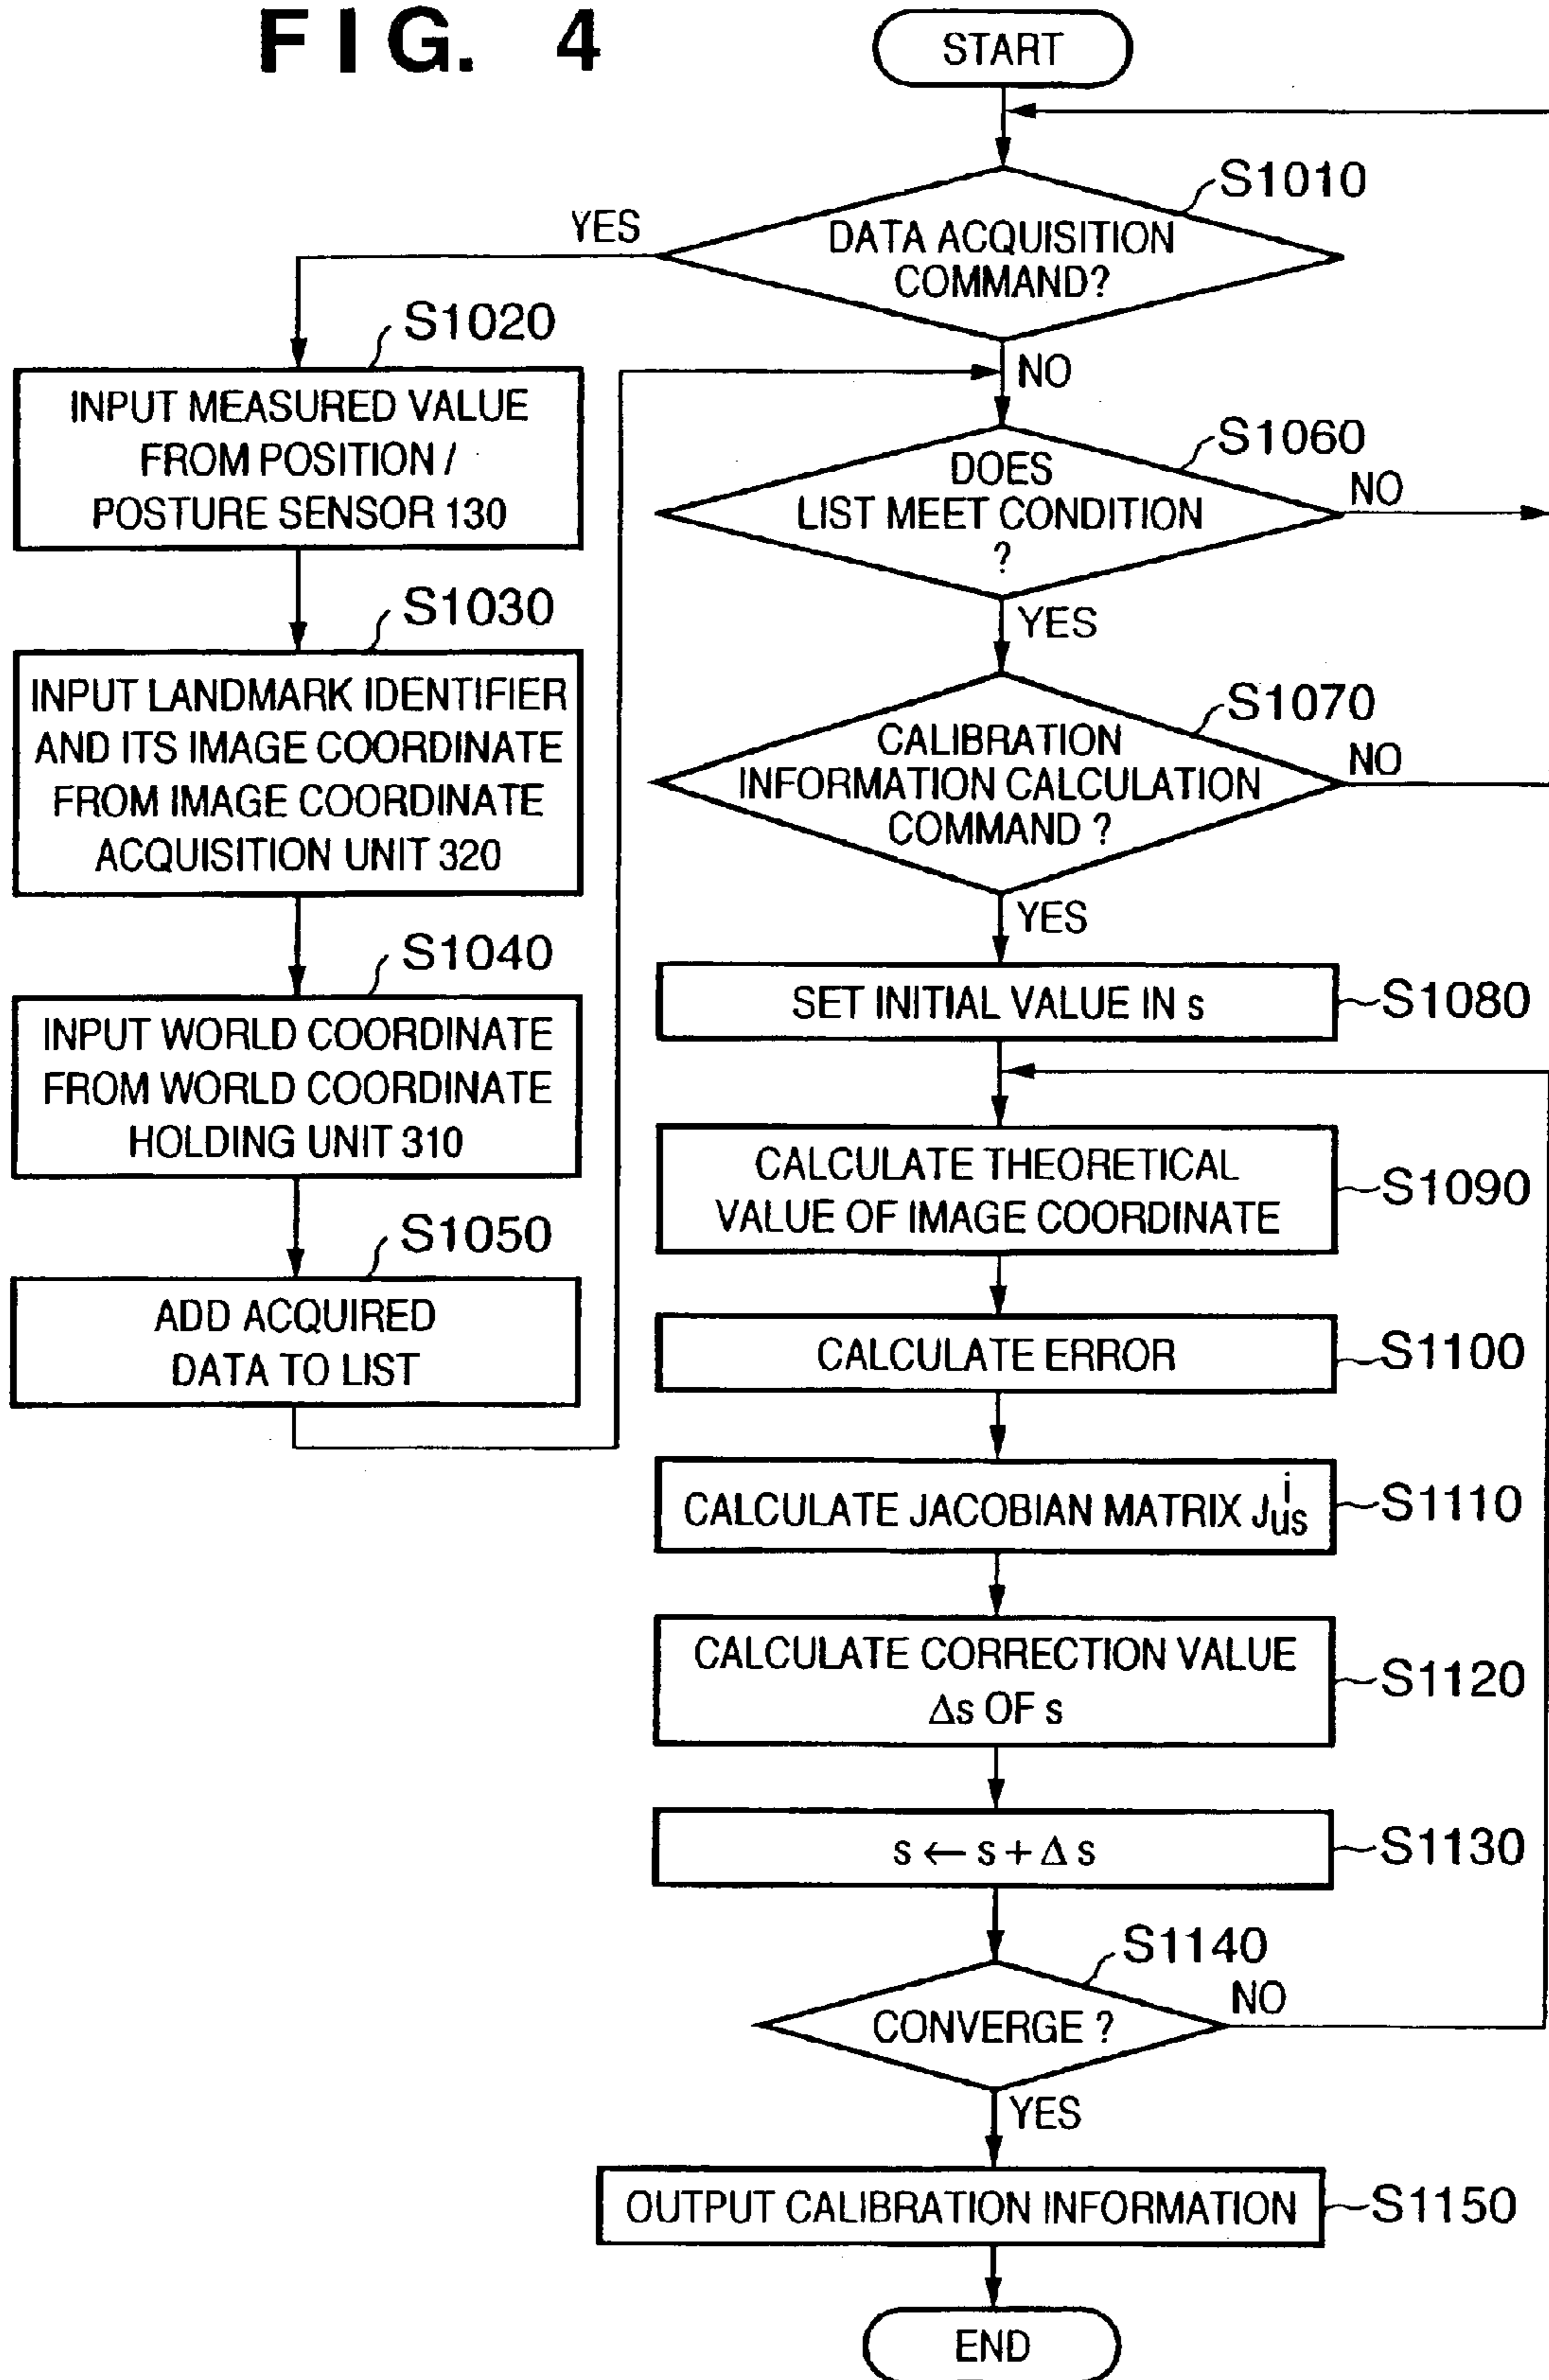 FIG. 4
START
S1010
DATA ACQUISITION
COMMAND?
YES
NO
S1020
INPUT MEASURED VALUE
FROM POSITION /
POSTURE SENSOR 130
S1030
INPUT LANDMARK IDENTIFIER
AND ITS IMAGE COORDINATE
FROM IMAGE COORDINATE
ACQUISITION UNIT 320
S1040
INPUT WORLD COORDINATE
FROM WORLD COORDINATE
HOLDING UNIT 310
S1050
ADD ACQUIRED
DATA TO LIST
S1060
DOES
LIST MEET CONDITION
?
NO
YES
S1070
CALIBRATION
INFORMATION CALCULATION
COMMAND ?
NO
YES
SET INITIAL VALUE IN s
S1080
CALCULATE THEORETICAL
VALUE OF IMAGE COORDINATE
S1090
CALCULATE ERROR
S1100
CALCULATE JACOBIAN MATRIX J_us^i
S1110
CALCULATE CORRECTION VALUE
Δs OF s
S1120
s ← s + Δ s
S1130
S1140
CONVERGE ?
NO
YES
OUTPUT CALIBRATION INFORMATION
S1150
END